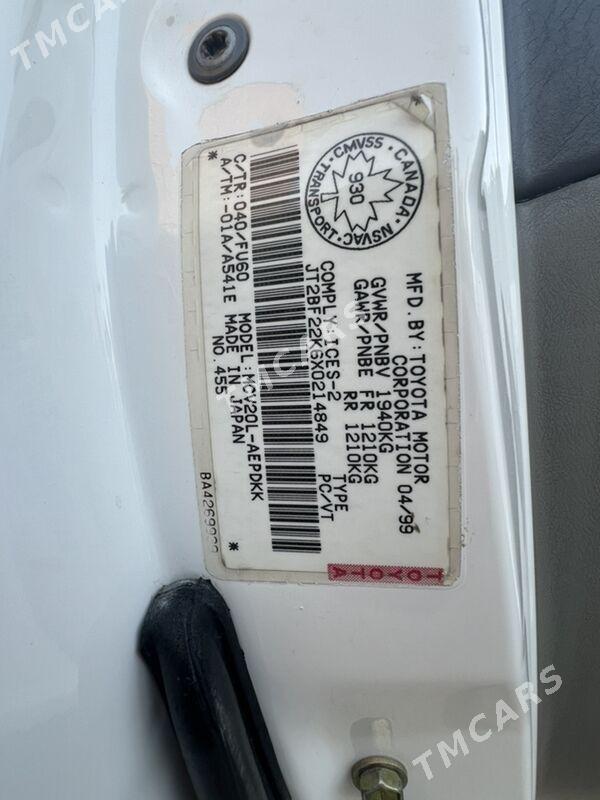 TMCARS
CANADA · NSVAC · TRANSPORT · CMVSS ·
930
MFD. BY: TOYOTA MOTOR
CORPORATION 04/99
GVWR/PNBV 1940KG
GAWR/PNBE FR 1210KG
RR 1210KG
COMPLY: ICES-2 TYPE
JT2BF22K6X0214849 PC/VT
* *
C/TR: 040/FU60 MODEL: MCV20L-AEPDKK
A/TM: -01A/A541E MADE IN JAPAN
NO. 455
TOYOTA
TMCARS
TMCARS